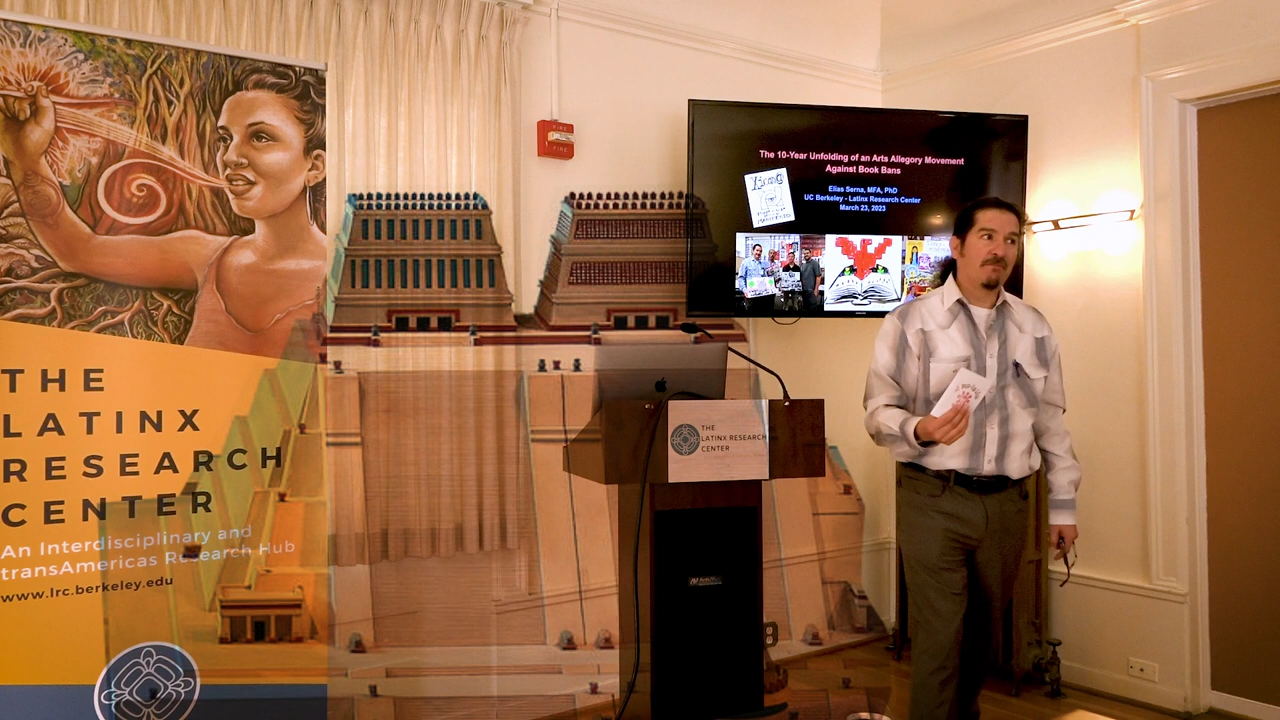 THE
LATINX
RESEARCH
CENTER
An Interdisciplinary and
transAmericas Research Hub
www.lrc.berkeley.edu
FIRE
FIRE
The 10-Year Unfolding of an Arts Allegory Movement
Against Book Bans
Elias Serna, MFA, PhD
UC Berkeley - Latinx Research Center
March 23, 2023
MANIFESTO
THE
LATINX RESEARCH
CENTER